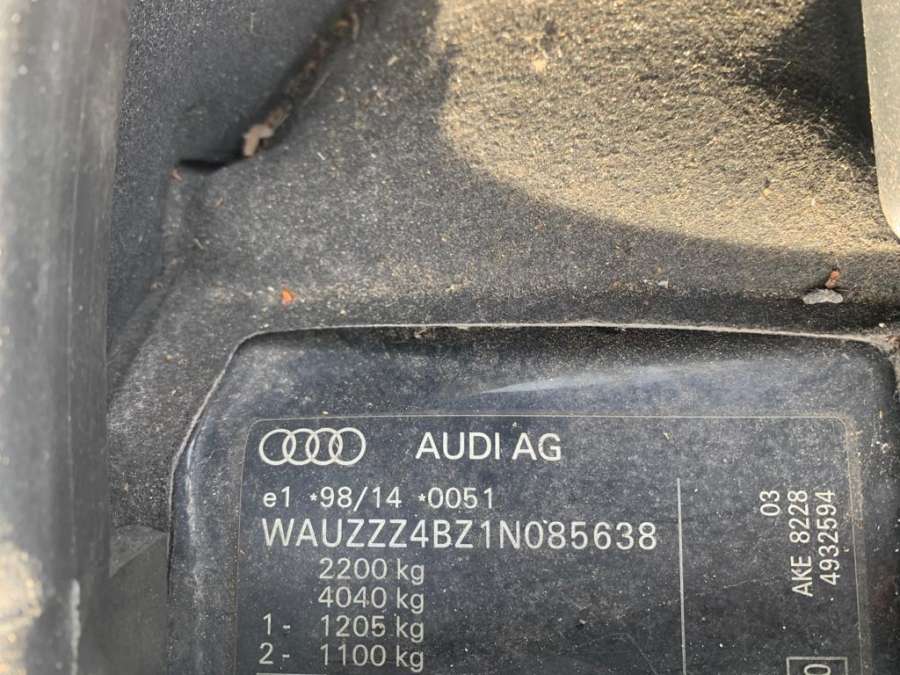 AUDI AG
e1 *98/14 *0051
WAUZZZ4BZ1N085638
2200 kg
4040 kg
1- 1205 kg
2- 1100 kg
03
AKE 8228
4932594